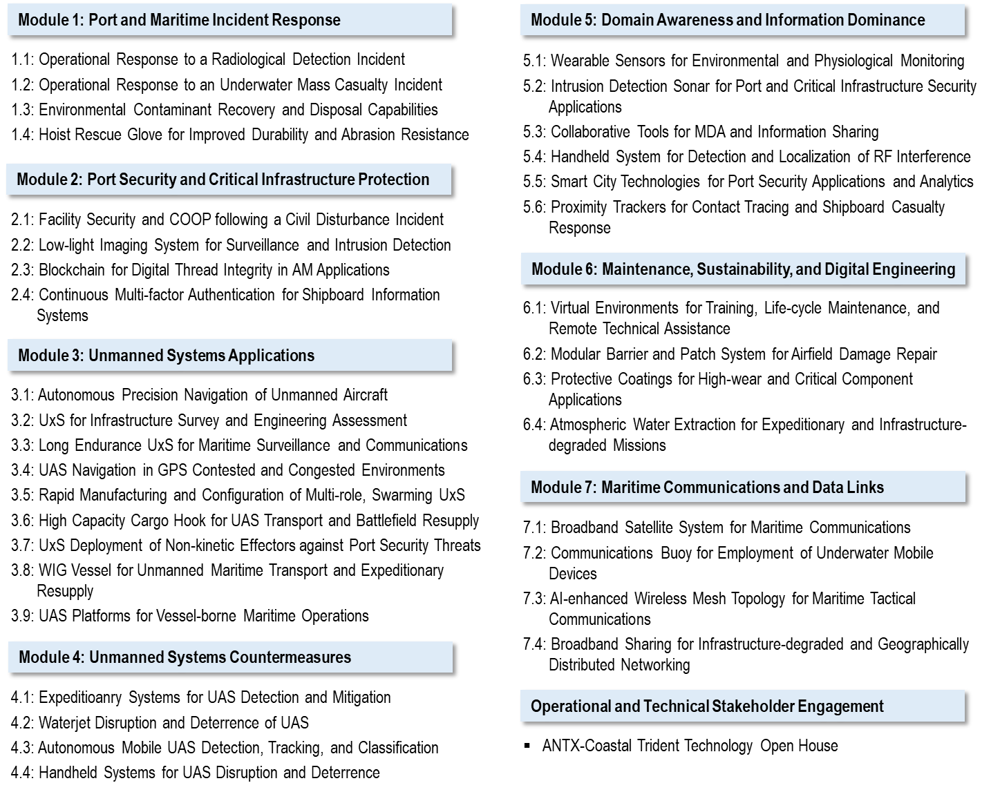 Module 1: Port and Maritime Incident Response
1.1: Operational Response to a Radiological Detection Incident
1.2: Operational Response to an Underwater Mass Casualty Incident
1.3: Environmental Contaminant Recovery and Disposal Capabilities
1.4: Hoist Rescue Glove for Improved Durability and Abrasion Resistance
Module 2: Port Security and Critical Infrastructure Protection
2.1: Facility Security and COOP following a Civil Disturbance Incident
2.2: Low-light Imaging System for Surveillance and Intrusion Detection
2.3: Blockchain for Digital Thread Integrity in AM Applications
2.4: Continuous Multi-factor Authentication for Shipboard Information
Systems
Module 3: Unmanned Systems Applications
3.1: Autonomous Precision Navigation of Unmanned Aircraft
3.2: UxS for Infrastructure Survey and Engineering Assessment
3.3: Long Endurance UxS for Maritime Surveillance and Communications
3.4: UAS Navigation in GPS Contested and Congested Environments
3.5: Rapid Manufacturing and Configuration of Multi-role, Swarming UxS
3.6: High Capacity Cargo Hook for UAS Transport and Battlefield Resupply
3.7: UxS Deployment of Non-kinetic Effectors against Port Security Threats
3.8: WIG Vessel for Unmanned Maritime Transport and Expeditionary
Resupply
3.9: UAS Platforms for Vessel-borne Maritime Operations
Module 4: Unmanned Systems Countermeasures
4.1: Expeditioanry Systems for UAS Detection and Mitigation
4.2: Waterjet Disruption and Deterrence of UAS
4.3: Autonomous Mobile UAS Detection, Tracking, and Classification
4.4: Handheld Systems for UAS Disruption and Deterrence
Module 5: Domain Awareness and Information Dominance
5.1: Wearable Sensors for Environmental and Physiological Monitoring
5.2: Intrusion Detection Sonar for Port and Critical Infrastructure Security
Applications
5.3: Collaborative Tools for MDA and Information Sharing
5.4: Handheld System for Detection and Localization of RF Interference
5.5: Smart City Technologies for Port Security Applications and Analytics
5.6: Proximity Trackers for Contact Tracing and Shipboard Casualty
Response
Module 6: Maintenance, Sustainability, and Digital Engineering
6.1: Virtual Environments for Training, Life-cycle Maintenance, and
Remote Technical Assistance
6.2: Modular Barrier and Patch System for Airfield Damage Repair
6.3: Protective Coatings for High-wear and Critical Component
Applications
6.4: Atmospheric Water Extraction for Expeditionary and Infrastructure-
degraded Missions
Module 7: Maritime Communications and Data Links
7.1: Broadband Satellite System for Maritime Communications
7.2: Communications Buoy for Employment of Underwater Mobile
Devices
7.3: AI-enhanced Wireless Mesh Topology for Maritime Tactical
Communications
7.4: Broadband Sharing for Infrastructure-degraded and Geographically
Distributed Networking
Operational and Technical Stakeholder Engagement
▪ ANTX-Coastal Trident Technology Open House